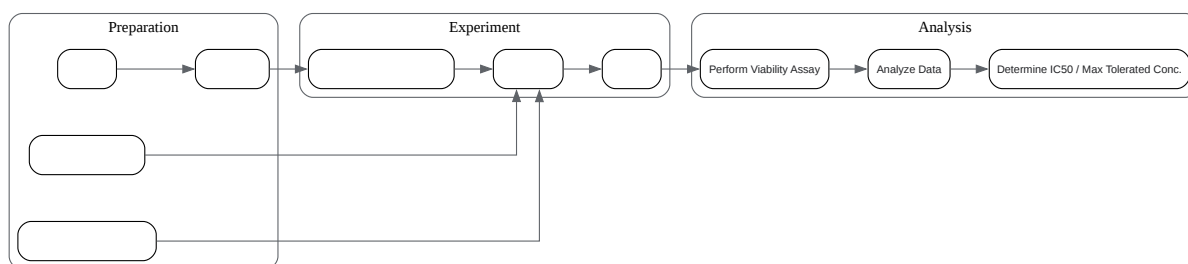 Preparation
Experiment
Analysis
Perform Viability Assay
Analyze Data
Determine IC50 / Max Tolerated Conc.